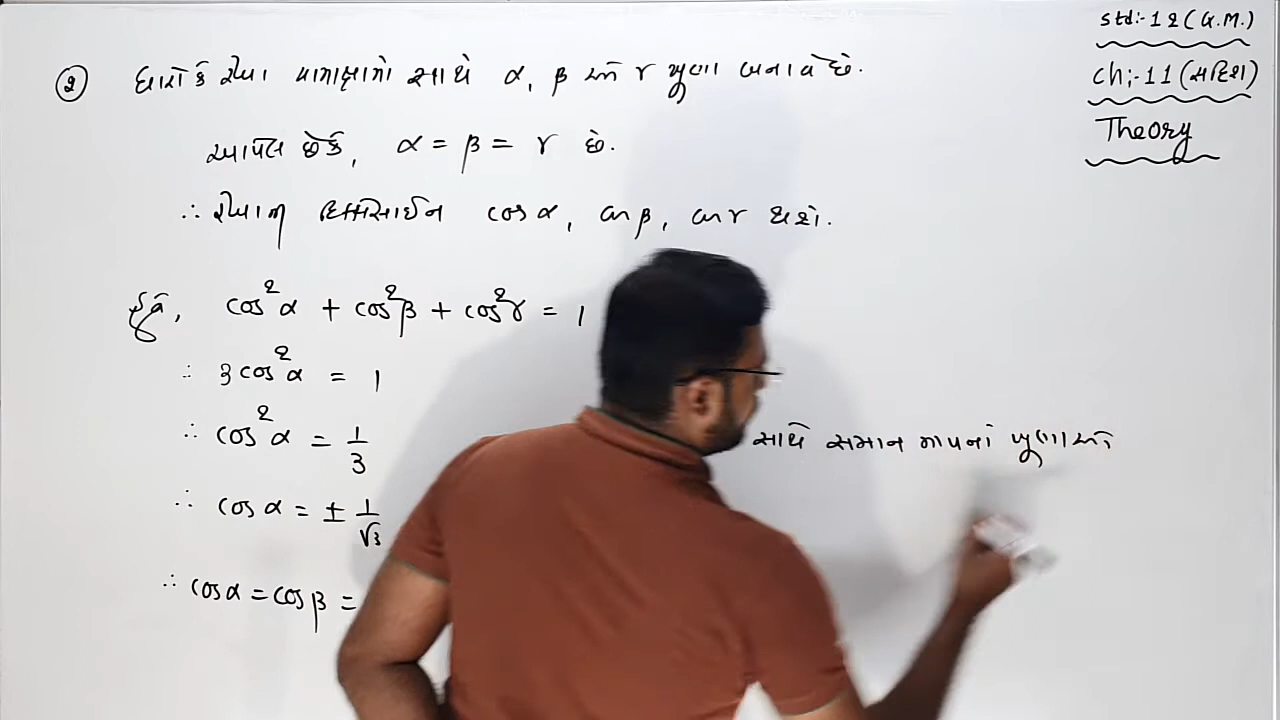 std:- 12 (G.M.)
ch:- 11 (સદિશ)
Theory
② ધારો કે રેખા યામાક્ષો સાથે α, β અને γ ખૂણા બનાવે છે.
આપેલ છે કે, α = β = γ છે.
∴ રેખાની દિક્કોસાઈન cos α, cos β, cos γ થશે.
હવે, cos²α + cos²β + cos²γ = 1
∴ 3cos²α = 1
∴ cos²α = 1/3
∴ cos α = ± 1/√3
∴ cos α = cos β =
સાથે સમાન માપનાં ખૂણાઓ